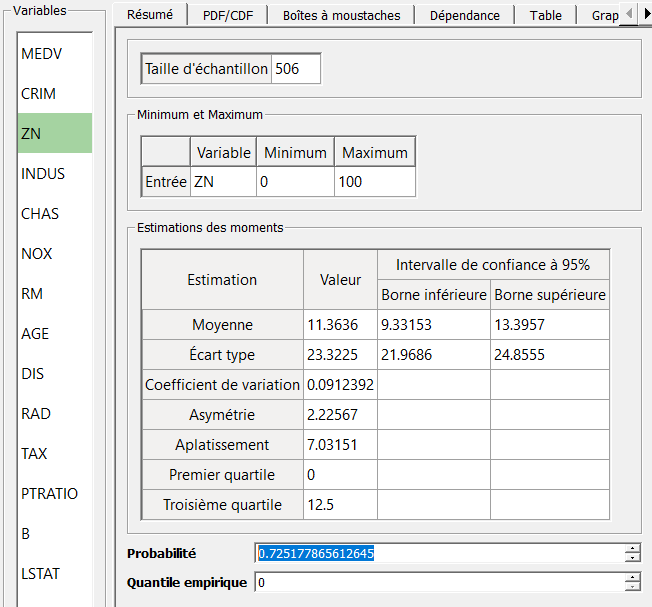 Variables
MEDV
CRIM
ZN
INDUS
CHAS
NOX
RM
AGE
DIS
RAD
TAX
PTRATIO
B
LSTAT
Résumé PDF/CDF Boîtes à moustaches Dépendance Table Grap
Taille d'échantillon 506
Minimum et Maximum
Variable Minimum Maximum
Entrée ZN 0 100
Estimations des moments
Estimation Valeur Intervalle de confiance à 95%
Borne inférieure Borne supérieure
Moyenne 11.3636 9.33153 13.3957
Écart type 23.3225 21.9686 24.8555
Coefficient de variation 0.0912392
Asymétrie 2.22567
Aplatissement 7.03151
Premier quartile 0
Troisième quartile 12.5
Probabilité 0.725177865612645
Quantile empirique 0